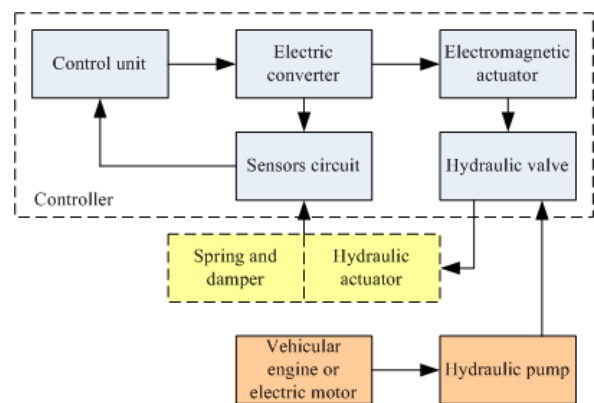 Control unit
Electric
converter
Electromagnetic
actuator
Sensors circuit
Hydraulic valve
Controller
Spring and
damper
Hydraulic
actuator
Vehicular
engine or
electric motor
Hydraulic pump